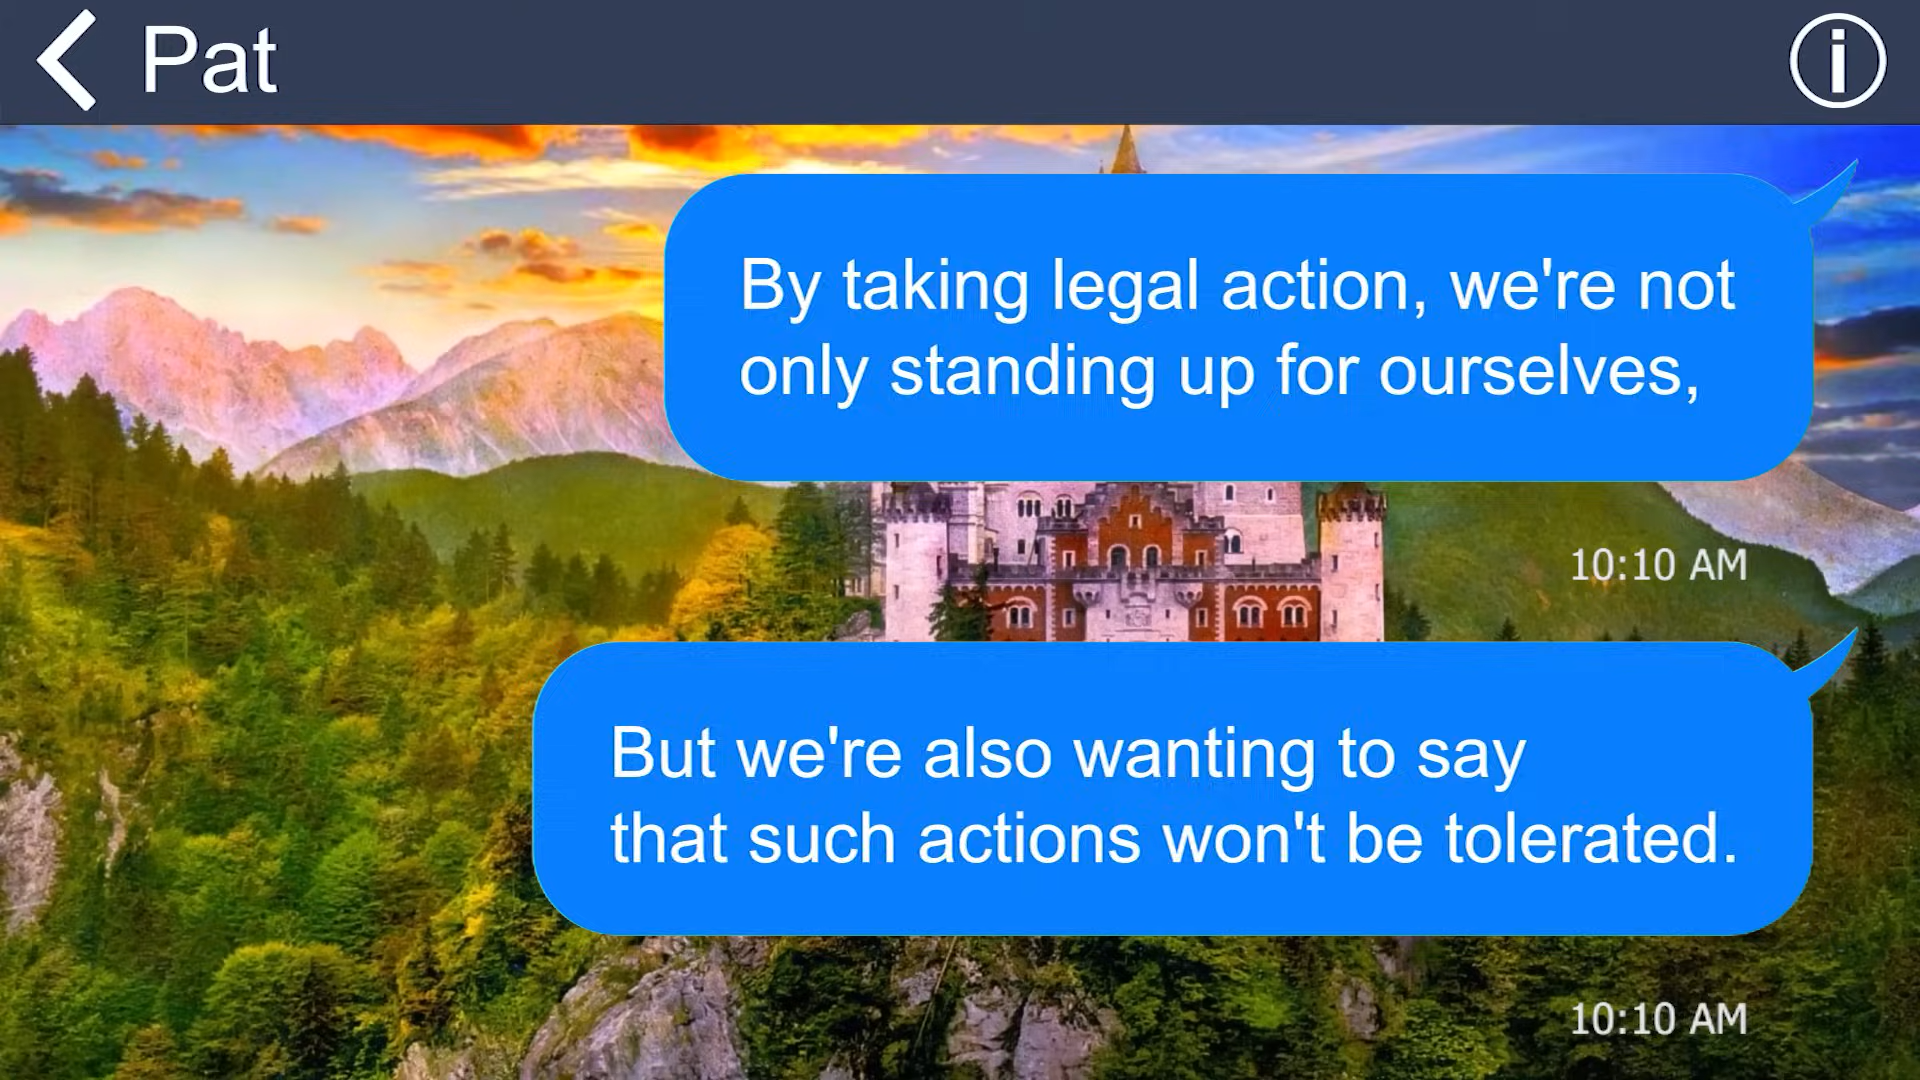 Pat
By taking legal action, we're not
only standing up for ourselves,
10:10 AM
But we're also wanting to say
that such actions won't be tolerated.
10:10 AM